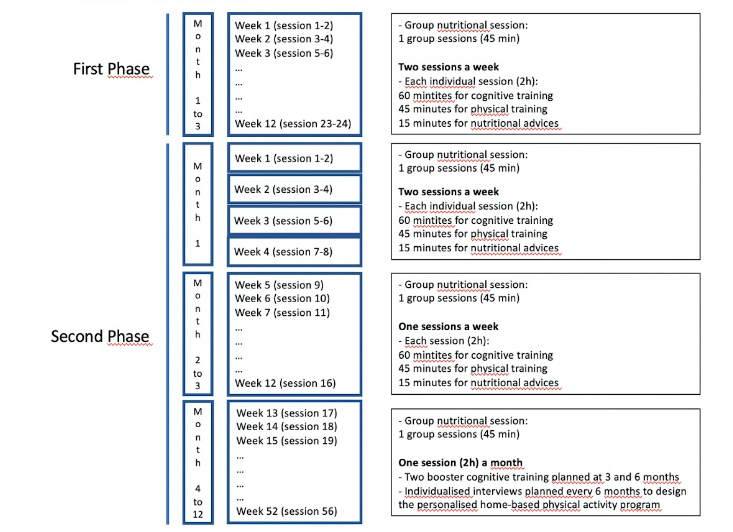 First Phase
Month 1 to 3
Week 1 (session 1-2)
Week 2 (session 3-4)
Week 3 (session 5-6)
...
...
...
...
Week 12 (session 23-24)
- Group nutritional session:
1 group sessions (45 min)
Two sessions a week
- Each individual session (2h):
60 mintites for cognitive training
45 minutes for physical training
15 minutes for nutritional advices
Second Phase
Month 1
Week 1 (session 1-2)
Week 2 (session 3-4)
Week 3 (session 5-6)
Week 4 (session 7-8)
- Group nutritional session:
1 group sessions (45 min)
Two sessions a week
- Each individual session (2h):
60 mintites for cognitive training
45 minutes for physical training
15 minutes for nutritional advices
Month 2 to 3
Week 5 (session 9)
Week 6 (session 10)
Week 7 (session 11)
...
...
...
...
Week 12 (session 16)
- Group nutritional session:
1 group sessions (45 min)
One sessions a week
- Each session (2h):
60 mintites for cognitive training
45 minutes for physical training
15 minutes for nutritional advices
Month 4 to 12
Week 13 (session 17)
Week 14 (session 18)
Week 15 (session 19)
...
...
...
...
Week 52 (session 56)
- Group nutritional session:
1 group sessions (45 min)
One session (2h) a month
- Two booster cognitive training planned at 3 and 6 months
- Individualised interviews planned every 6 months to design
the personalised home-based physical activity program